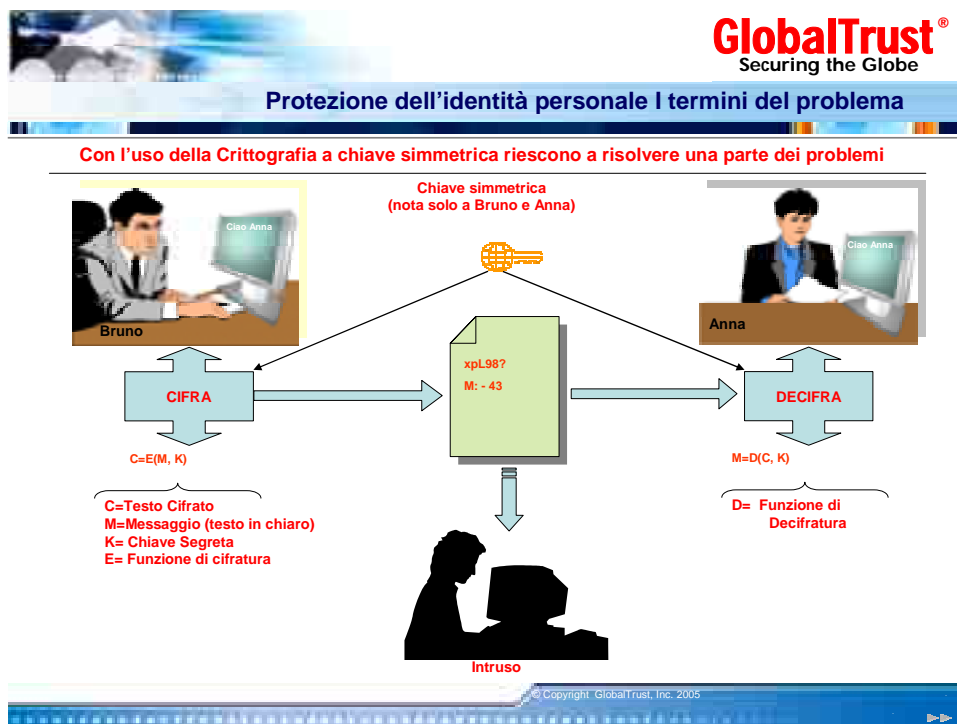 GlobalTrust®
Securing the Globe
Protezione dell'identità personale I termini del problema
Con l'uso della Crittografia a chiave simmetrica riescono a risolvere una parte dei problemi
Chiave simmetrica
(nota solo a Bruno e Anna)
Ciao Anna
Ciao Anna
Bruno
Anna
xpL98?
M: - 43
CIFRA
DECIFRA
C=E(M, K)
M=D(C, K)
C=Testo Cifrato
M=Messaggio (testo in chiaro)
K= Chiave Segreta
E= Funzione di cifratura
D= Funzione di
Decifratura
Intruso
© Copyright GlobalTrust, Inc. 2005